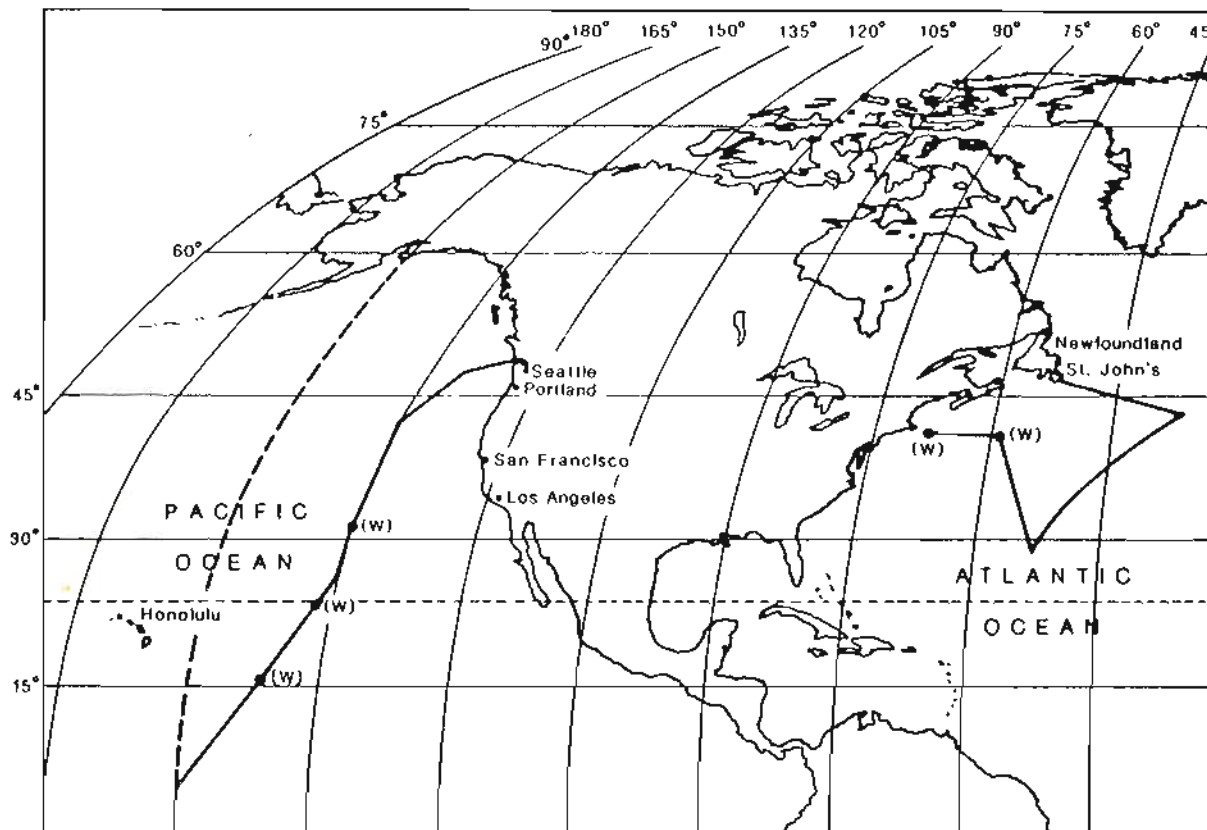 90° 180° 165° 150° 135° 120° 105° 90° 75° 60° 45
75°
60°
Newfoundland
St. John's
Seattle
45°
Portland
(W) (W)
San Francisco
Los Angeles
PACIFIC
(W)
30°
OCEAN
ATLANTIC
Honolulu
(W)
OCEAN
(W)
15°